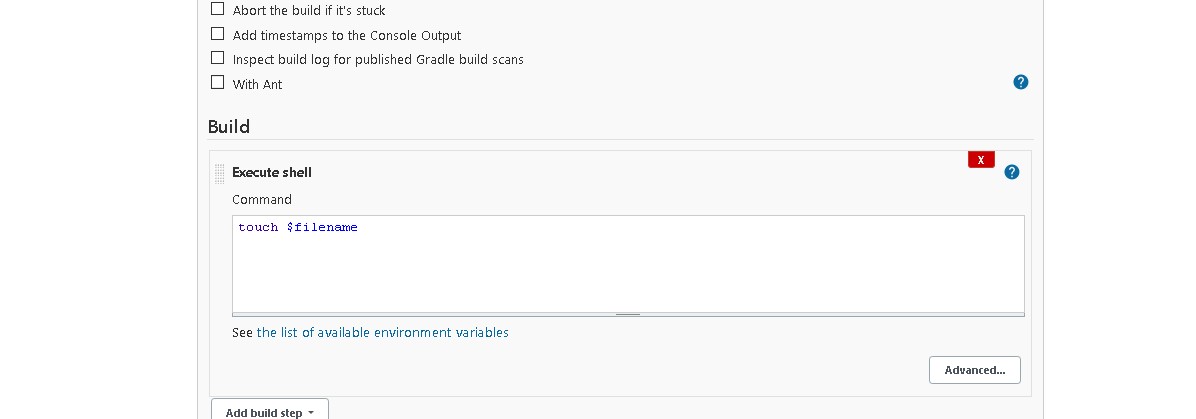 Abort the build if it's stuck
Add timestamps to the Console Output
Inspect build log for published Gradle build scans
With Ant
?
Build
X
Execute shell
?
Command
touch $filename
See the list of available environment variables
Advanced...
Add build step